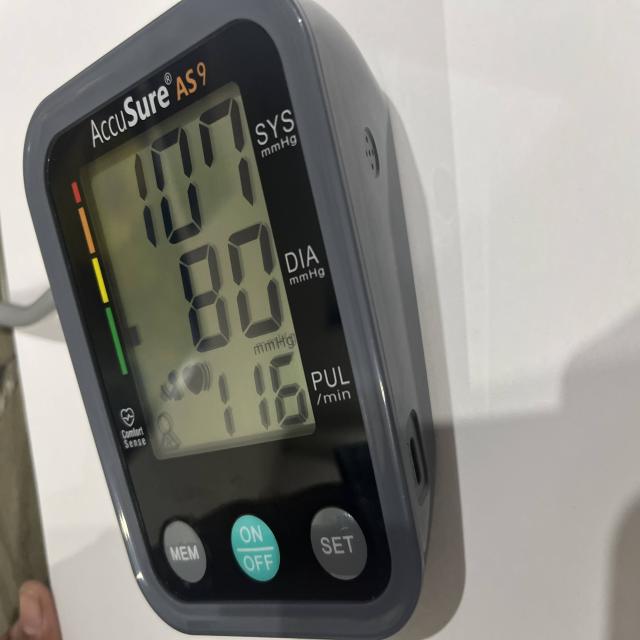 AccuSure® AS9
107
SYS
mmHg
80
DIA
mmHg
mmHg
116
PUL
/min
Comfort
Sense
MEM
ON
OFF
SET